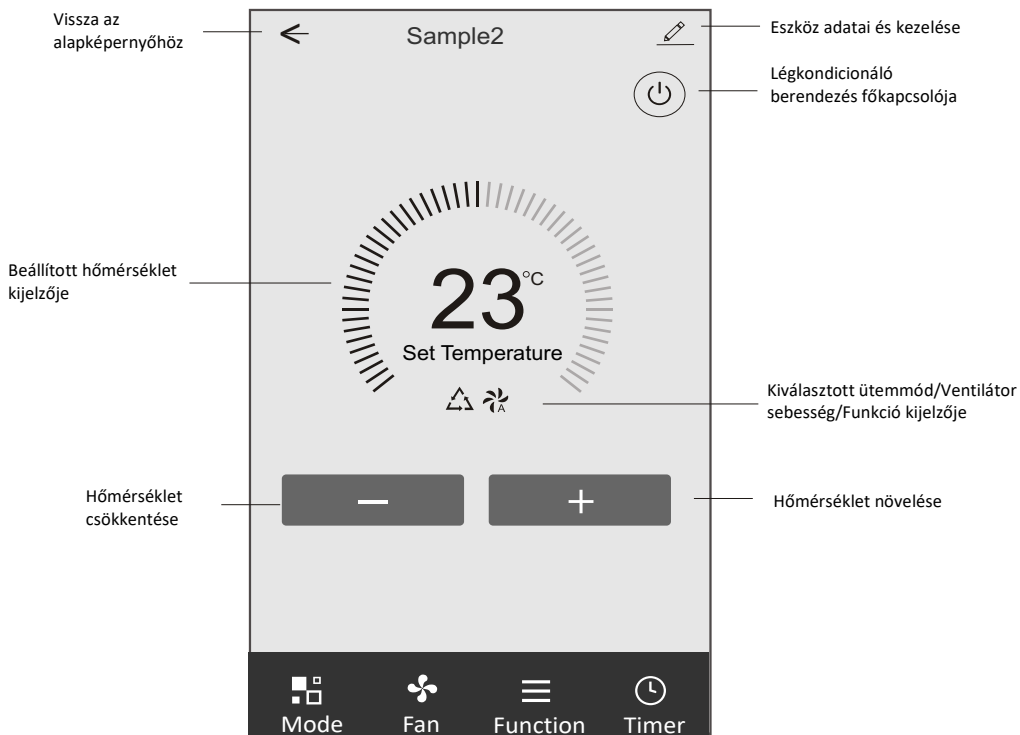 Vissza az
alapképernyőhöz
Sample2
Eszköz adatai és kezelése
Légkondicionáló
berendezés főkapcsolója
Beállított hőmérséklet
kijelzője
23°C
Set Temperature
A
Kiválasztott ütemmód/Ventilátor
sebesség/Funkció kijelzője
Hőmérséklet
csökkentése
Hőmérséklet növelése
Mode Fan Function Timer